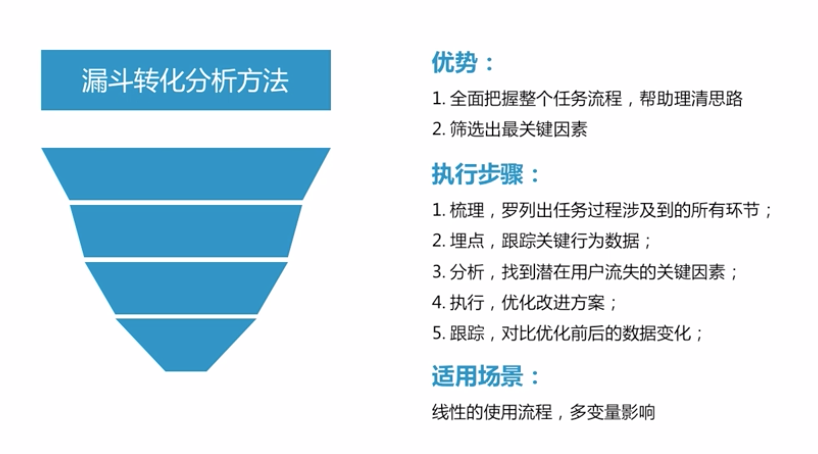 漏斗转化分析方法
优势：
1. 全面把握整个任务流程，帮助理清思路
2. 筛选出最关键因素
执行步骤：
1. 梳理，罗列出任务过程涉及到的所有环节；
2. 埋点，跟踪关键行为数据；
3. 分析，找到潜在用户流失的关键因素；
4. 执行，优化改进方案；
5. 跟踪，对比优化前后的数据变化；
适用场景：
线性的使用流程，多变量影响